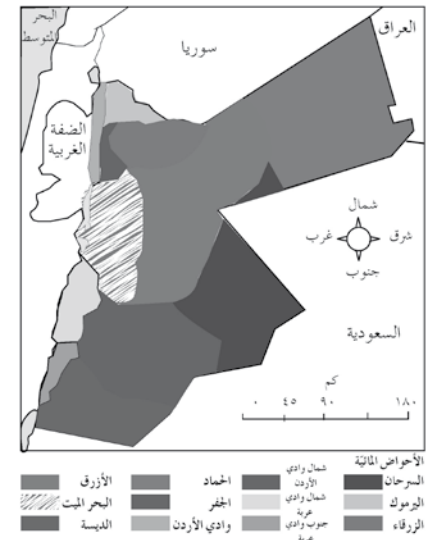 البحر
المتوسط
سوريا
العراق
الضفة
الغربية
شمال
شرق
غرب
جنوب
السعودية
كم
٠ ٤٥ ٩٠ ١٨٠
الأحواض المائيّة
السرحان
شمال وادي
الأردن
الحماد
الأزرق
اليرموك
شمال وادي
عربة
الجفر
البحر الميت
الزرقاء
جنوب وادي
عربة
وادي الأردن
الديسة